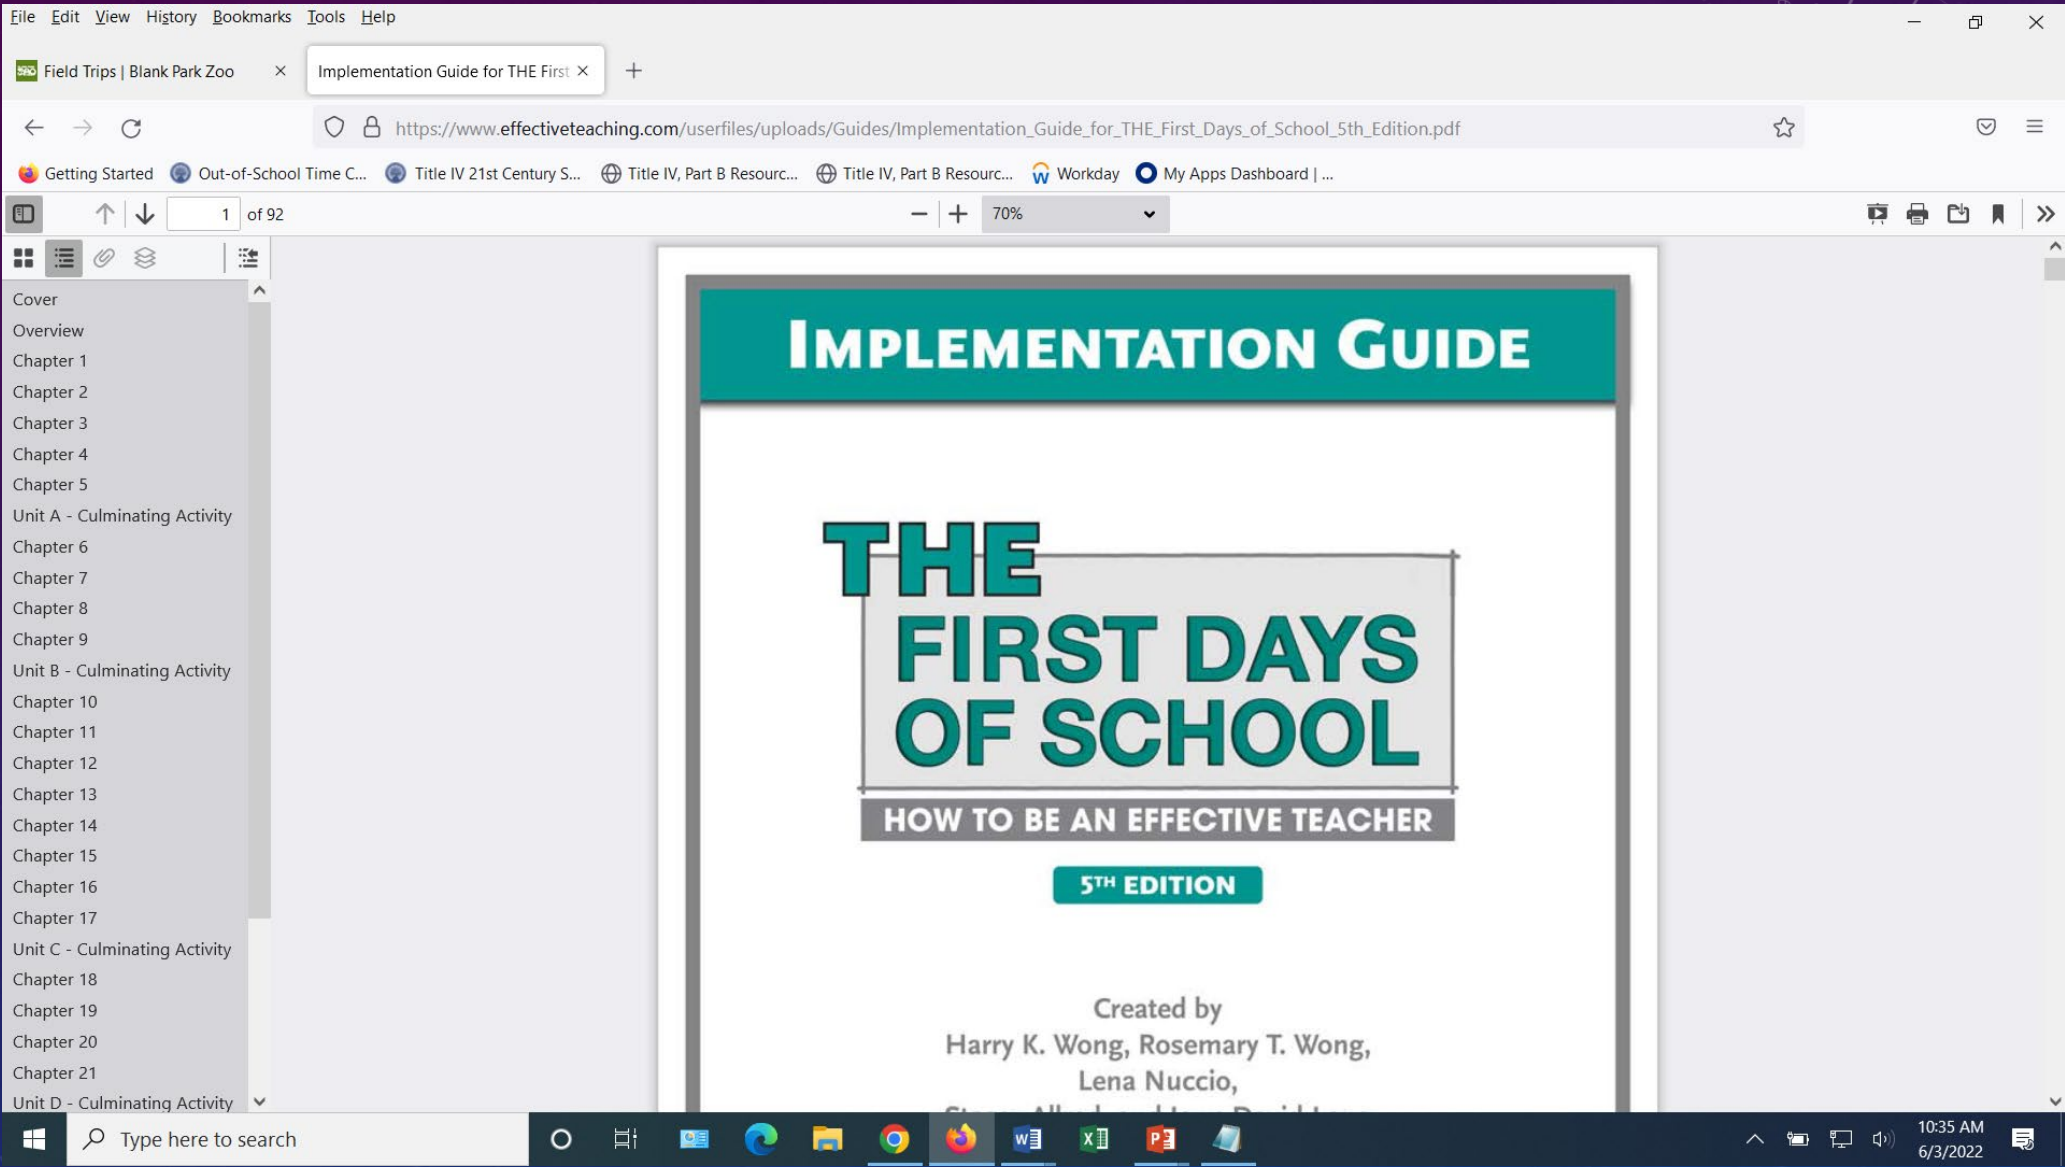 File Edit View History Bookmarks Tools Help
Field Trips | Blank Park Zoo
Implementation Guide for THE First
https://www.effectiveteaching.com/userfiles/uploads/Guides/Implementation_Guide_for_THE_First_Days_of_School_5th_Edition.pdf
Getting Started Out-of-School Time C... Title IV 21st Century S... Title IV, Part B Resourc... Title IV, Part B Resourc... Workday My Apps Dashboard | ...
1 of 92
70%
Cover
Overview
Chapter 1
Chapter 2
Chapter 3
Chapter 4
Chapter 5
Unit A - Culminating Activity
Chapter 6
Chapter 7
Chapter 8
Chapter 9
Unit B - Culminating Activity
Chapter 10
Chapter 11
Chapter 12
Chapter 13
Chapter 14
Chapter 15
Chapter 16
Chapter 17
Unit C - Culminating Activity
Chapter 18
Chapter 19
Chapter 20
Chapter 21
Unit D - Culminating Activity
IMPLEMENTATION GUIDE
THE
FIRST DAYS
OF SCHOOL
HOW TO BE AN EFFECTIVE TEACHER
5TH EDITION
Created by
Harry K. Wong, Rosemary T. Wong,
Lena Nuccio,
Type here to search
10:35 AM
6/3/2022